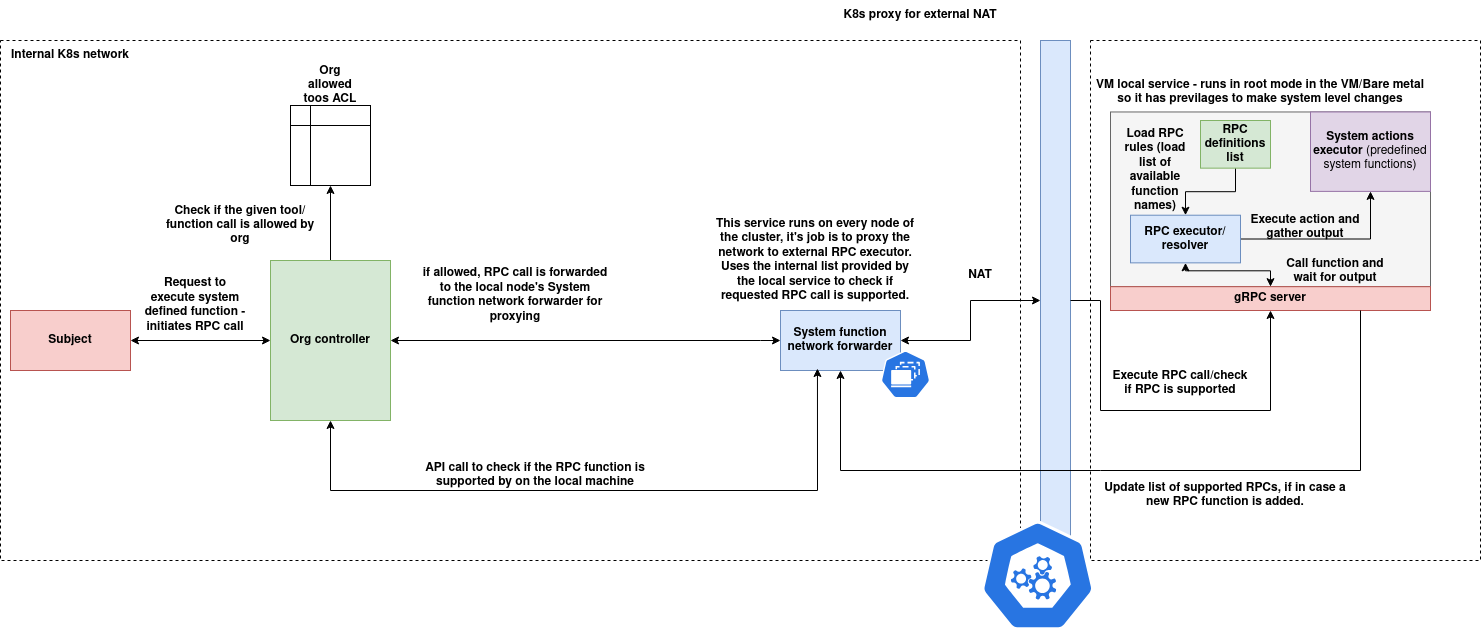 K8s proxy for external NAT
Internal K8s network
Org
allowed
toos ACL
Check if the given tool/
function call is allowed by
org
Request to
execute system
defined function -
initiates RPC call
Subject
Org controller
if allowed, RPC call is forwarded
to the local node's System
function network forwarder for
proxying
This service runs on every node of
the cluster, it's job is to proxy the
network to external RPC executor.
Uses the internal list provided by
the local service to check if
requested RPC call is supported.
System function
network forwarder
NAT
API call to check if the RPC function is
supported by on the local machine
VM local service - runs in root mode in the VM/Bare metal
so it has previlages to make system level changes
Load RPC
rules (load
list of
available
function
names)
RPC
definitions
list
System actions
executor (predefined
system functions)
RPC executor/
resolver
Execute action and
gather output
Call function and
wait for output
gRPC server
Execute RPC call/check
if RPC is supported
Update list of supported RPCs, if in case a
new RPC function is added.